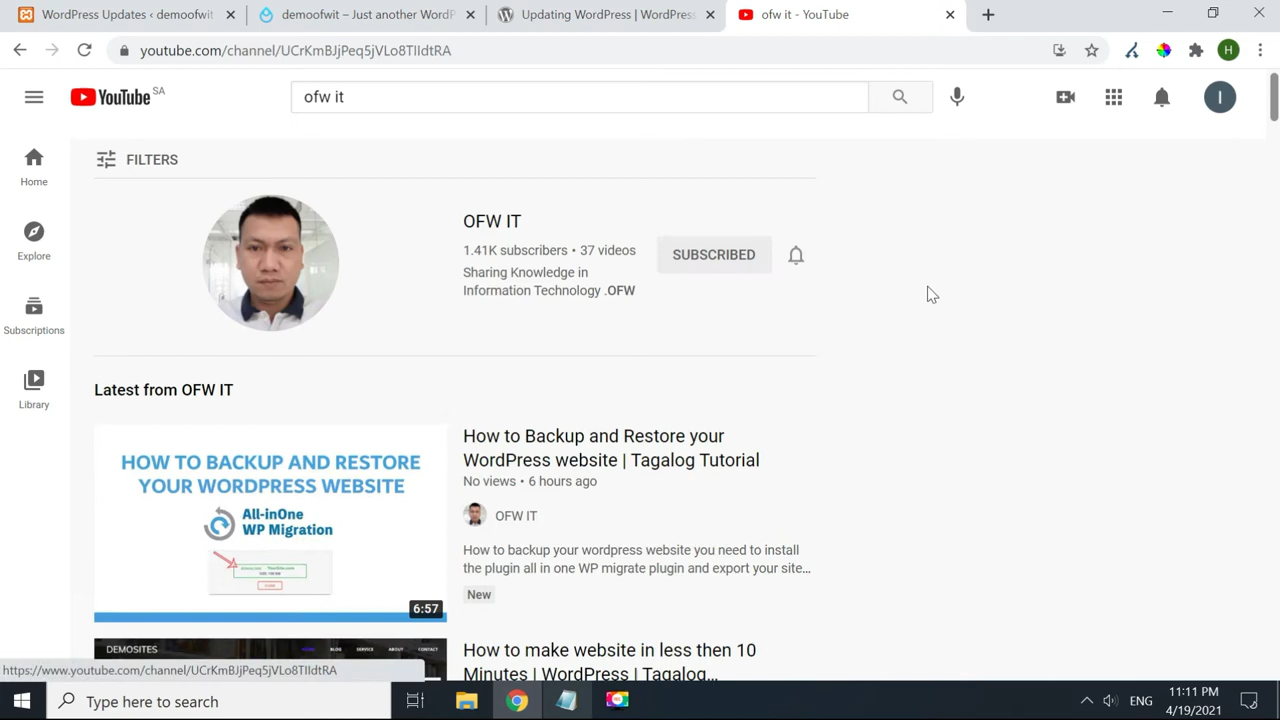 WordPress Updates ‹ demoofwit
demoofwit – Just another WordP
Updating WordPress | WordPress
ofw it - YouTube
youtube.com/channel/UCrKmBJjPeq5jVLo8TIIdtRA
H
YouTube SA
ofw it
I
Home
Explore
Subscriptions
Library
FILTERS
OFW IT
1.41K subscribers • 37 videos
Sharing Knowledge in
Information Technology .OFW
SUBSCRIBED
Latest from OFW IT
HOW TO BACKUP AND RESTORE
YOUR WORDPRESS WEBSITE
All-inOne
WP Migration
6:57
How to Backup and Restore your
WordPress website | Tagalog Tutorial
No views • 6 hours ago
OFW IT
How to backup your wordpress website you need to install
the plugin all in one WP migrate plugin and export your site...
New
DEMOSITES
BLOG SERVICE ABOUT CONTACT
How to make website in less then 10
Minutes | WordPress | Tagalog...
https://www.youtube.com/channel/UCrKmBJjPeq5jVLo8TIIdtRA
Type here to search
ENG
11:11 PM
4/19/2021